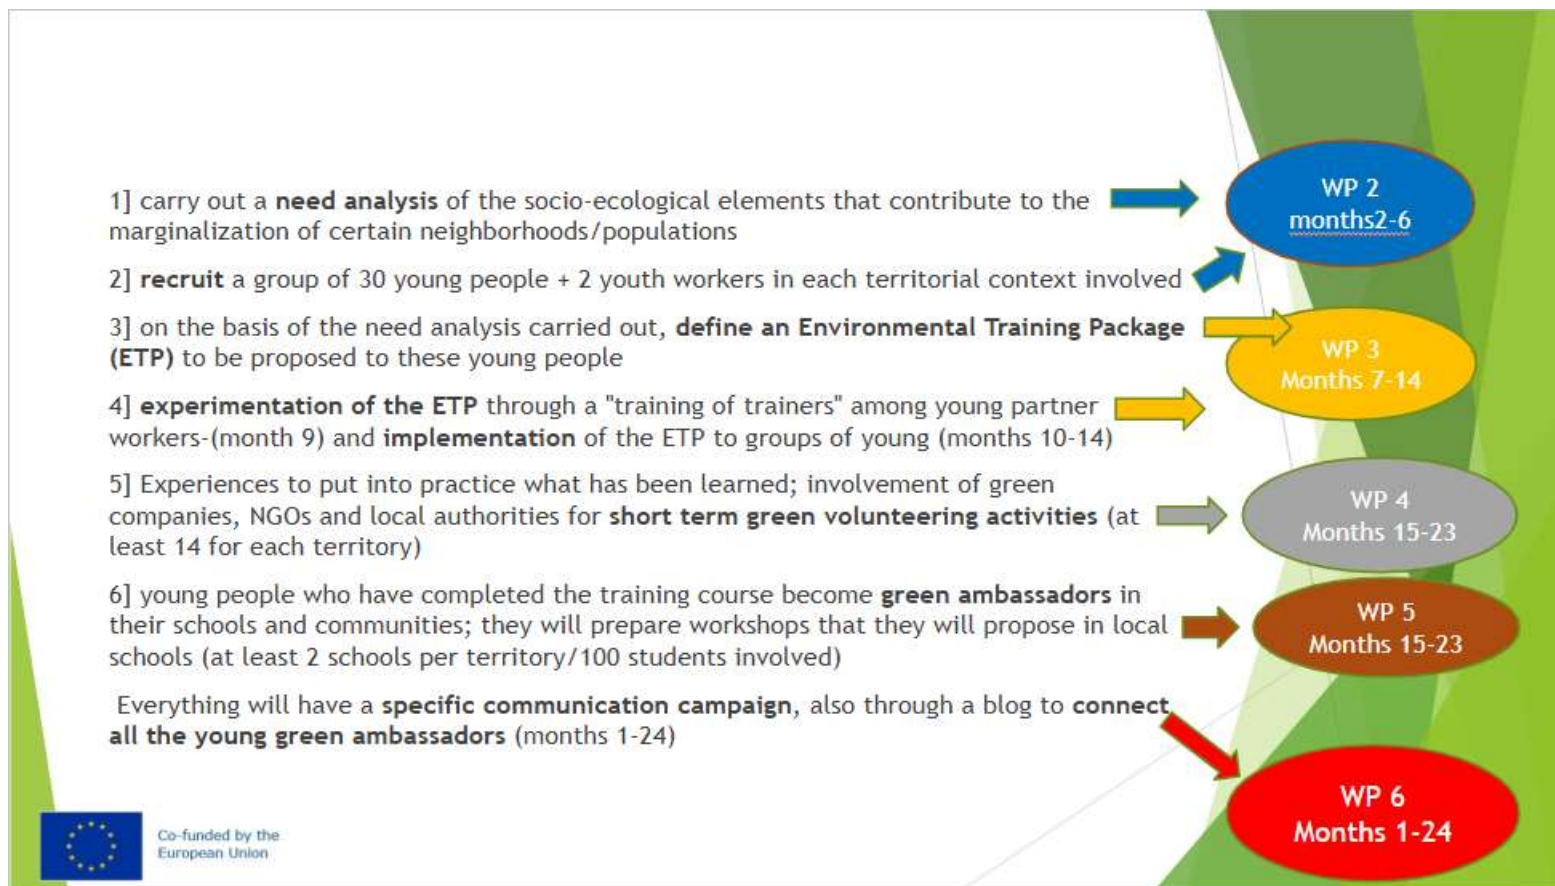 1] carry out a need analysis of the socio-ecological elements that contribute to the
marginalization of certain neighborhoods/populations
WP 2
months2-6
2] recruit a group of 30 young people + 2 youth workers in each territorial context involved
3] on the basis of the need analysis carried out, define an Environmental Training Package
(ETP) to be proposed to these young people
WP 3
Months 7-14
4] experimentation of the ETP through a "training of trainers" among young partner
workers-(month 9) and implementation of the ETP to groups of young (months 10-14)
5] Experiences to put into practice what has been learned; involvement of green
companies, NGOs and local authorities for short term green volunteering activities (at
least 14 for each territory)
WP 4
Months 15-23
6] young people who have completed the training course become green ambassadors in
their schools and communities; they will prepare workshops that they will propose in local
schools (at least 2 schools per territory/100 students involved)
WP 5
Months 15-23
Everything will have a specific communication campaign, also through a blog to connect
all the young green ambassadors (months 1-24)
WP 6
Months 1-24
Co-funded by the
European Union